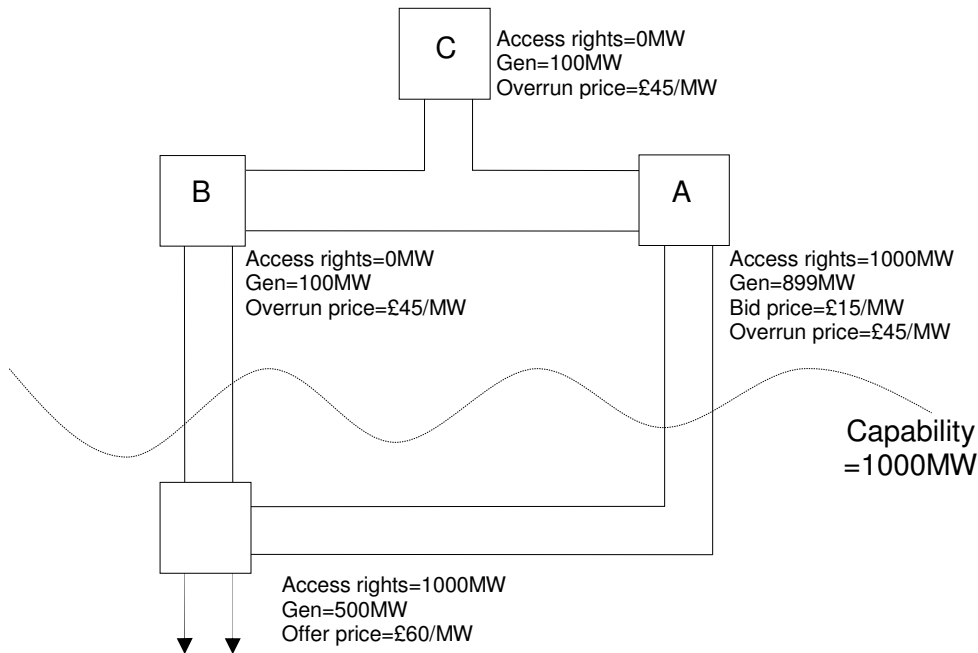 C
Access rights=0MW
Gen=100MW
Overrun price=£45/MW
B
A
Access rights=0MW
Gen=100MW
Overrun price=£45/MW
Access rights=1000MW
Gen=899MW
Bid price=£15/MW
Overrun price=£45/MW
Capability
=1000MW
Access rights=1000MW
Gen=500MW
Offer price=£60/MW